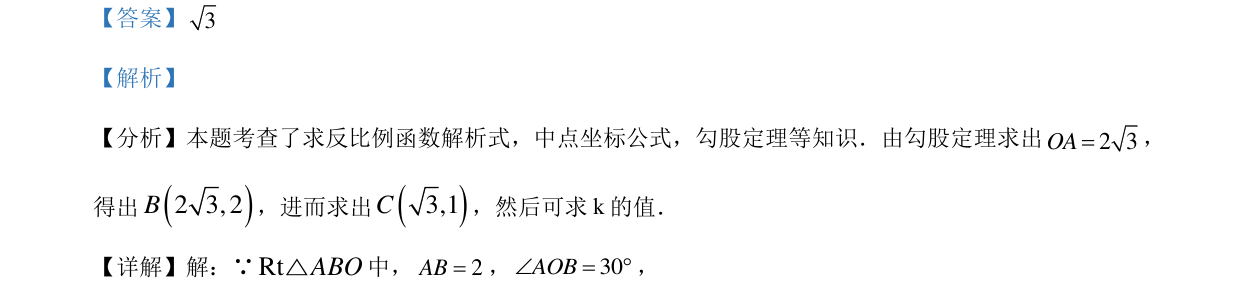 【答案】√3
【解析】
【分析】本题考查了求反比例函数解析式，中点坐标公式，勾股定理等知识．由勾股定理求出 OA = 2√3，
得出 B(2√3,2)，进而求出 C(√3,1)，然后可求 k 的值．
【详解】解：∵ Rt△ABO 中， AB = 2， ∠AOB = 30°，